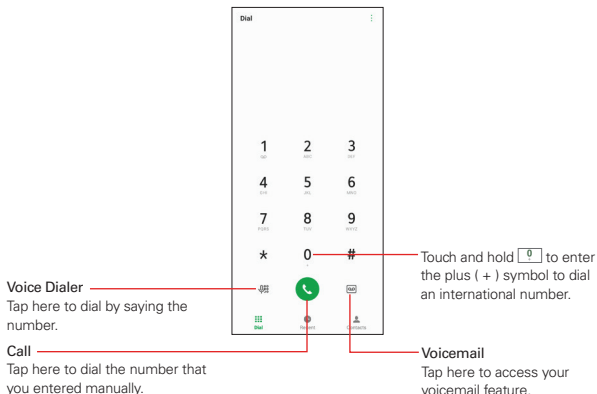 Dial
1
2
3
ABC
DEF
4
5
6
GHI
JKL
MNO
7
8
9
PQRS
TUV
WXYZ
*
0
#
Touch and hold 0 to enter
the plus ( + ) symbol to dial
an international number.
Voice Dialer
Tap here to dial by saying the
number.
Dial
Recent
Contacts
Call
Tap here to dial the number that
you entered manually.
Voicemail
Tap here to access your
voicemail feature.